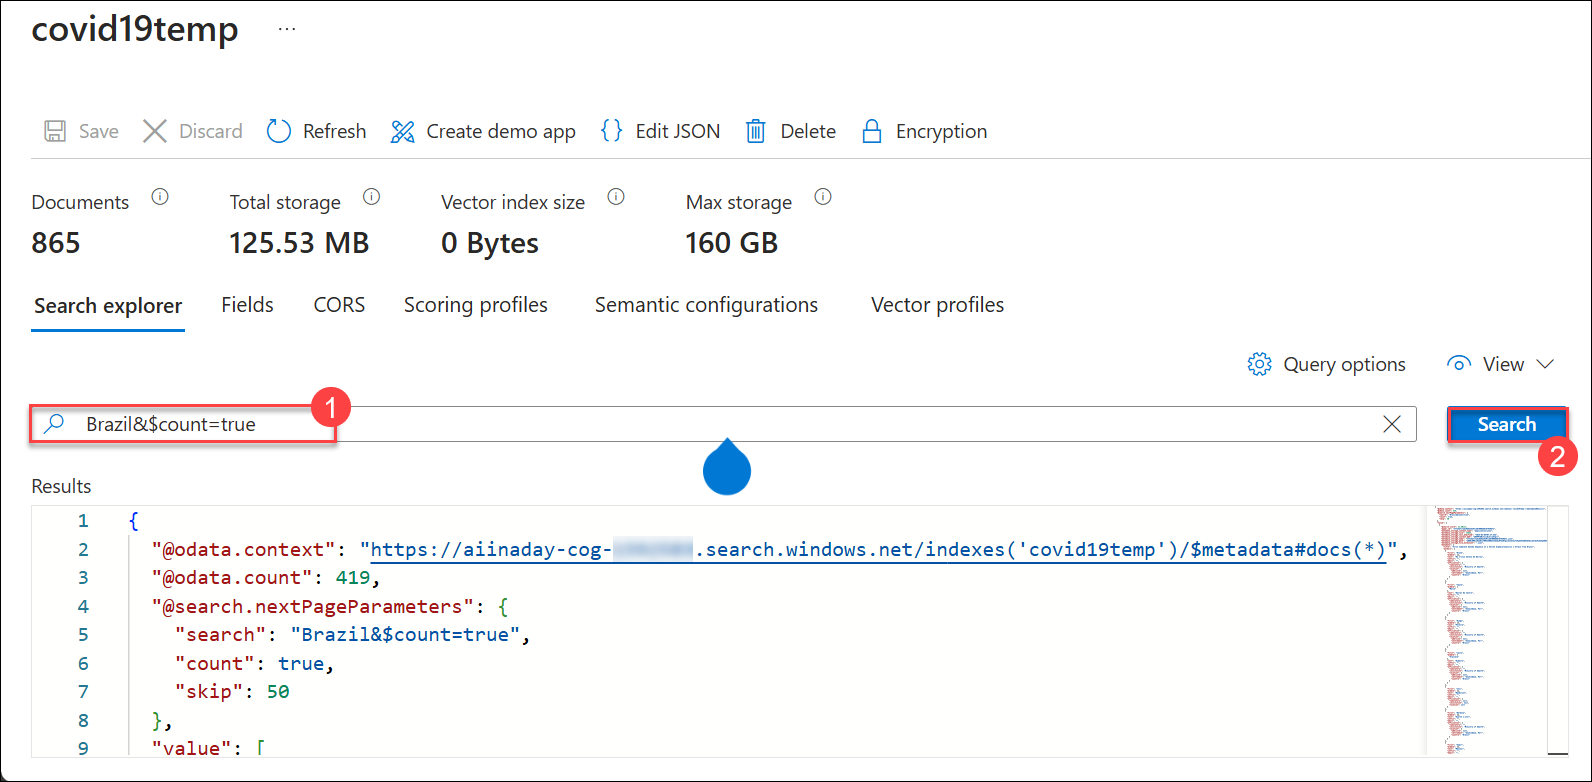 covid19temp ...
Save Discard Refresh Create demo app {} Edit JSON Delete Encryption
Documents Total storage Vector index size Max storage
865 125.53 MB 0 Bytes 160 GB
Search explorer Fields CORS Scoring profiles Semantic configurations Vector profiles
Query options View
1
Brazil&$count=true Search
2
Results
1 {
2 "@odata.context": "https://aiinaday-cog-.search.windows.net/indexes('covid19temp')/$metadata#docs(*)",
3 "@odata.count": 419,
4 "@search.nextPageParameters": {
5 "search": "Brazil&$count=true",
6 "count": true,
7 "skip": 50
8 },
9 "value": [